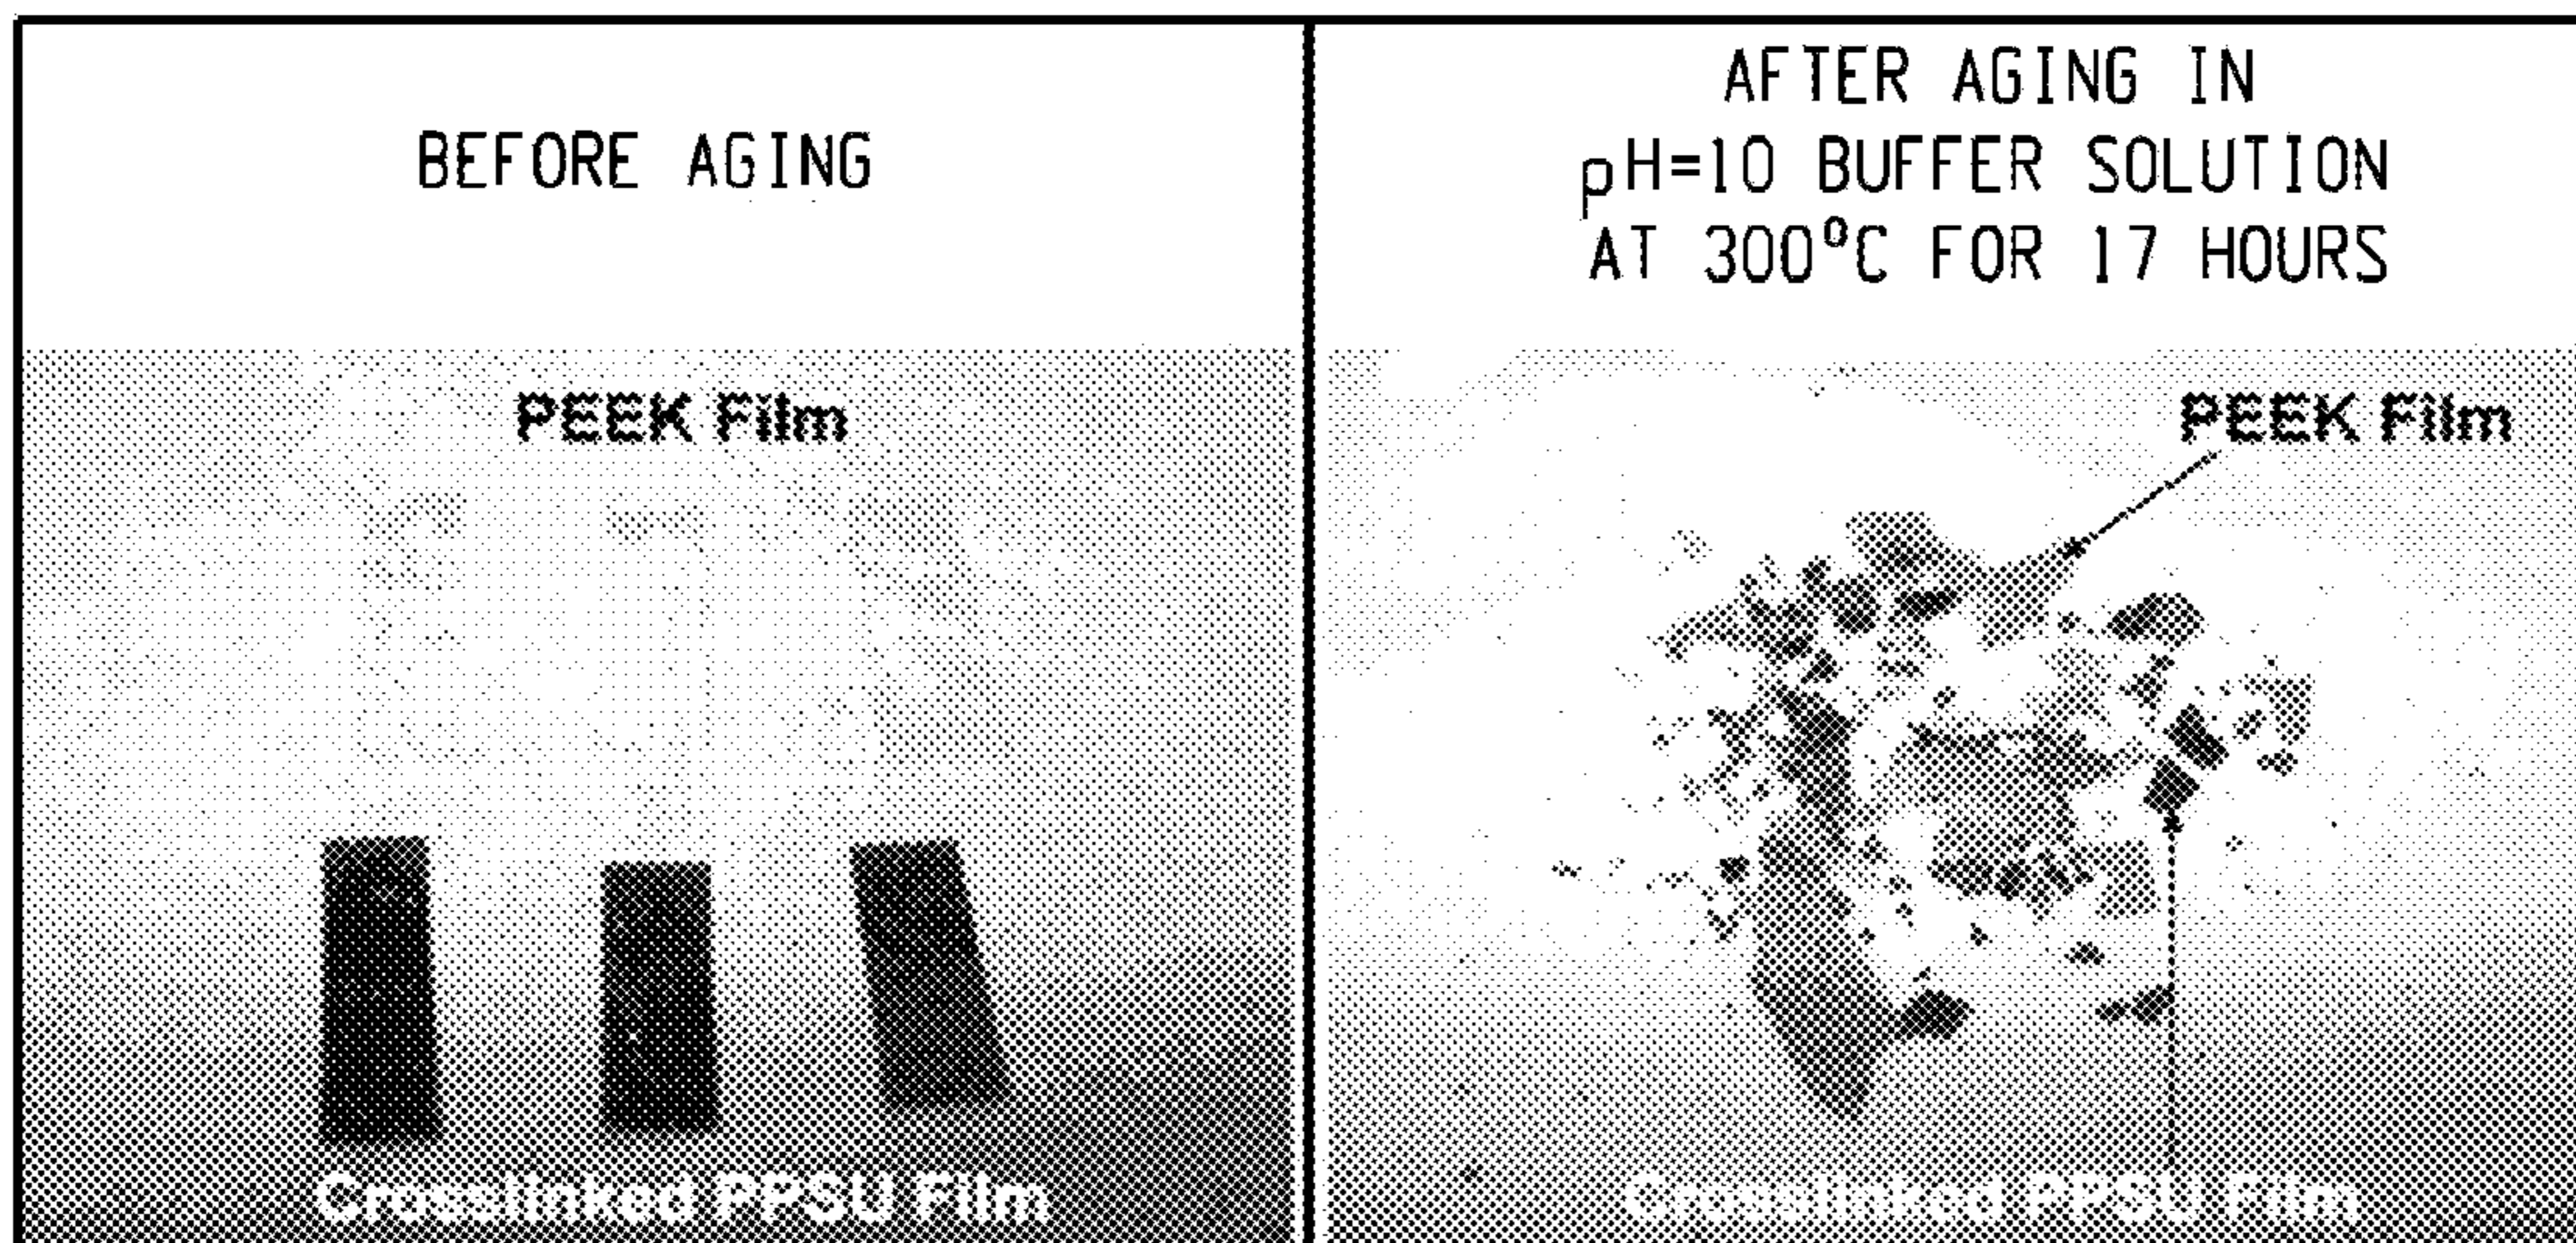 BEFORE AGING
PEEK Film
Crosslinked PPSU Film
AFTER AGING IN
pH=10 BUFFER SOLUTION
AT 300°C FOR 17 HOURS
PEEK Film
Crosslinked PPSU Film